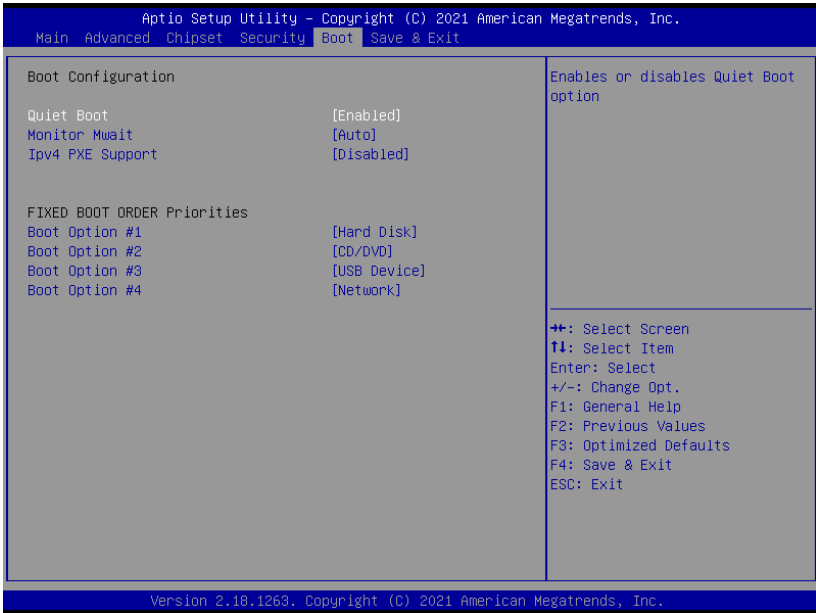 Aptio Setup Utility – Copyright (C) 2021 American Megatrends, Inc.
Main Advanced Chipset Security Boot Save & Exit
Boot Configuration
Quiet Boot [Enabled]
Monitor Mwait [Auto]
Ipv4 PXE Support [Disabled]
FIXED BOOT ORDER Priorities
Boot Option #1 [Hard Disk]
Boot Option #2 [CD/DVD]
Boot Option #3 [USB Device]
Boot Option #4 [Network]
Enables or disables Quiet Boot
option
→←: Select Screen
↑↓: Select Item
Enter: Select
+/-: Change Opt.
F1: General Help
F2: Previous Values
F3: Optimized Defaults
F4: Save & Exit
ESC: Exit
Version 2.18.1263. Copyright (C) 2021 American Megatrends, Inc.